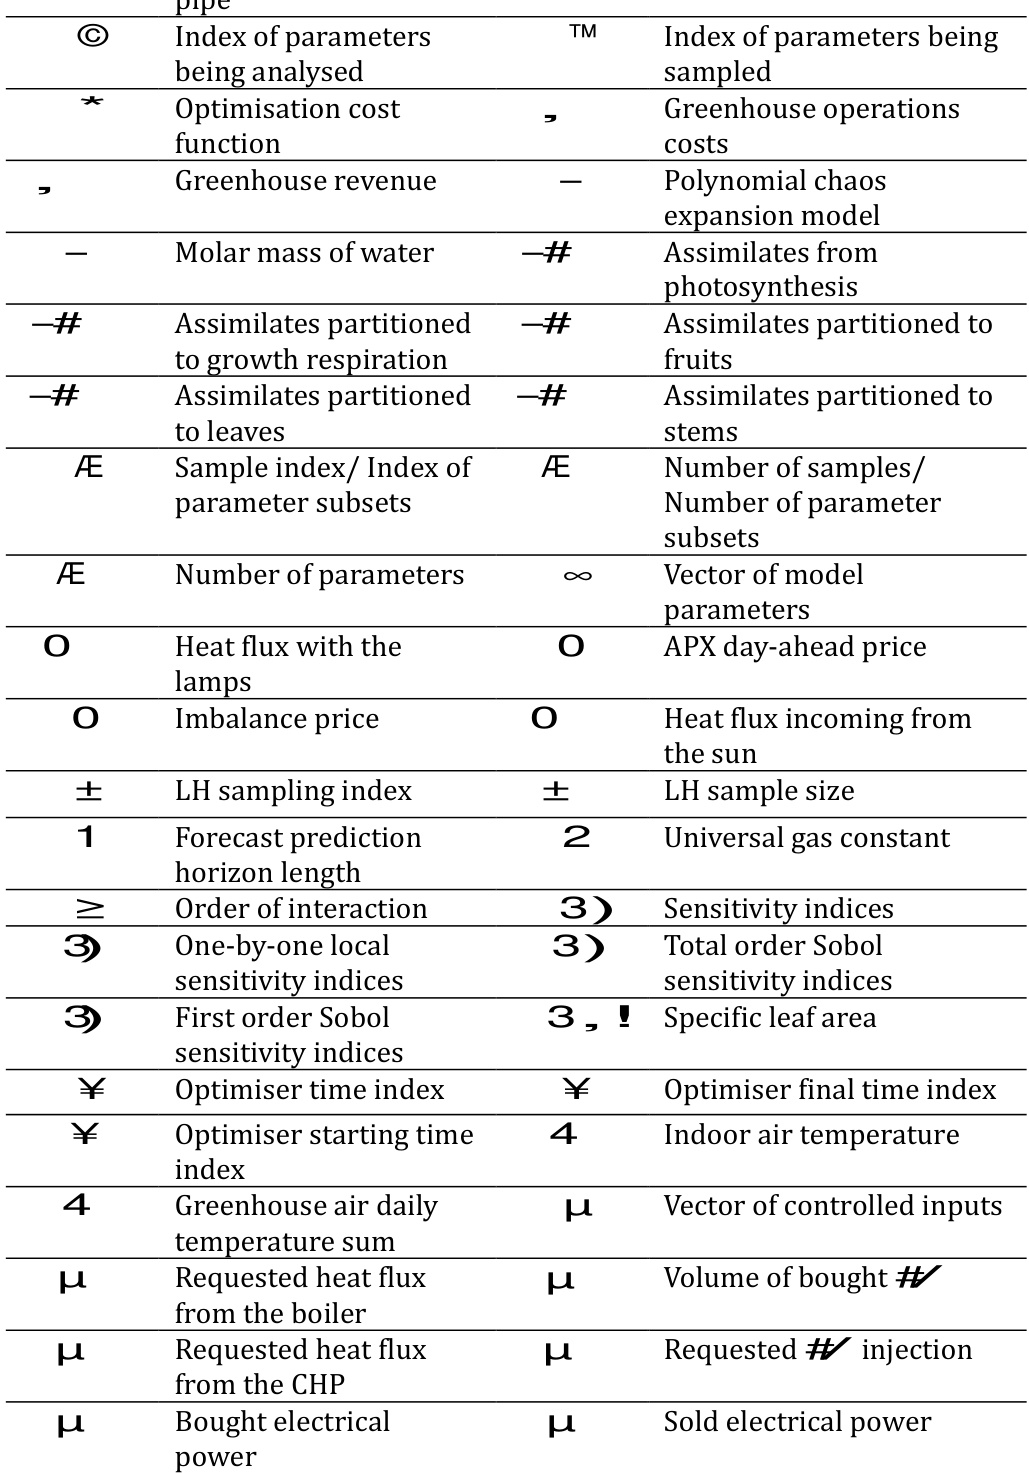 pipe
© Index of parameters ™ Index of parameters being
being analysed sampled
* Optimisation cost , Greenhouse operations
function costs
, Greenhouse revenue – Polynomial chaos
expansion model
– Molar mass of water –# Assimilates from
photosynthesis
–# Assimilates partitioned –# Assimilates partitioned to
to growth respiration fruits
–# Assimilates partitioned –# Assimilates partitioned to
to leaves stems
Æ Sample index/ Index of Æ Number of samples/
parameter subsets Number of parameter
subsets
Æ Number of parameters ∞ Vector of model
parameters
0 Heat flux with the 0 APX day-ahead price
lamps
0 Imbalance price 0 Heat flux incoming from
the sun
± LH sampling index ± LH sample size
1 Forecast prediction 2 Universal gas constant
horizon length
≥ Order of interaction 3) Sensitivity indices
3) One-by-one local 3) Total order Sobol
sensitivity indices sensitivity indices
3) First order Sobol 3 , ! Specific leaf area
sensitivity indices
¥ Optimiser time index ¥ Optimiser final time index
¥ Optimiser starting time 4 Indoor air temperature
index
4 Greenhouse air daily µ Vector of controlled inputs
temperature sum
µ Requested heat flux µ Volume of bought #/
from the boiler
µ Requested heat flux µ Requested #/ injection
from the CHP
µ Bought electrical µ Sold electrical power
power